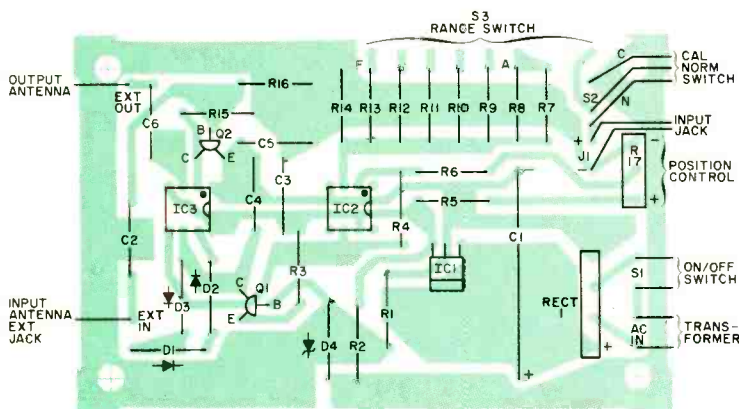 S3
RANGE SWITCH
F
A
C
CAL
NORM
SWITCH
S2
N
OUTPUT
ANTENNA
EXT
OUT
R16
R14
R13
R12
R11
R10
R9
R8
R7
INPUT
JACK
+
J1
−
C6
R15
B
Q2
C
E
C5
R
17
−
+
POSITION
CONTROL
C4
C3
R6
R5
IC3
IC2
R4
C1
−
+
C2
IC1
R3
S1
ON/OFF
SWITCH
D3
D2
C
Q1
B
E
RECT
1
+
INPUT
ANTENNA
EXT
JACK
EXT IN
D4
R2
R1
AC
IN
TRANS-
FORMER
D1